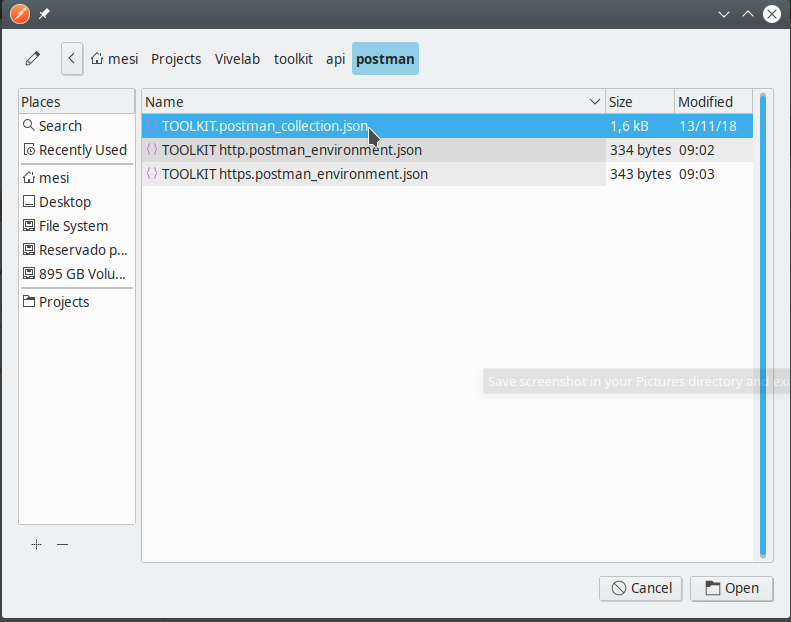 mesi Projects Vivelab toolkit api postman
Places
Search
Recently Used
mesi
Desktop
File System
Reservado p...
895 GB Volu...
Projects
Name Size Modified
TOOLKIT.postman_collection.json 1,6 kB 13/11/18
TOOLKIT http.postman_environment.json 334 bytes 09:02
TOOLKIT https.postman_environment.json 343 bytes 09:03
Save screenshot in your Pictures directory and exi
Cancel Open